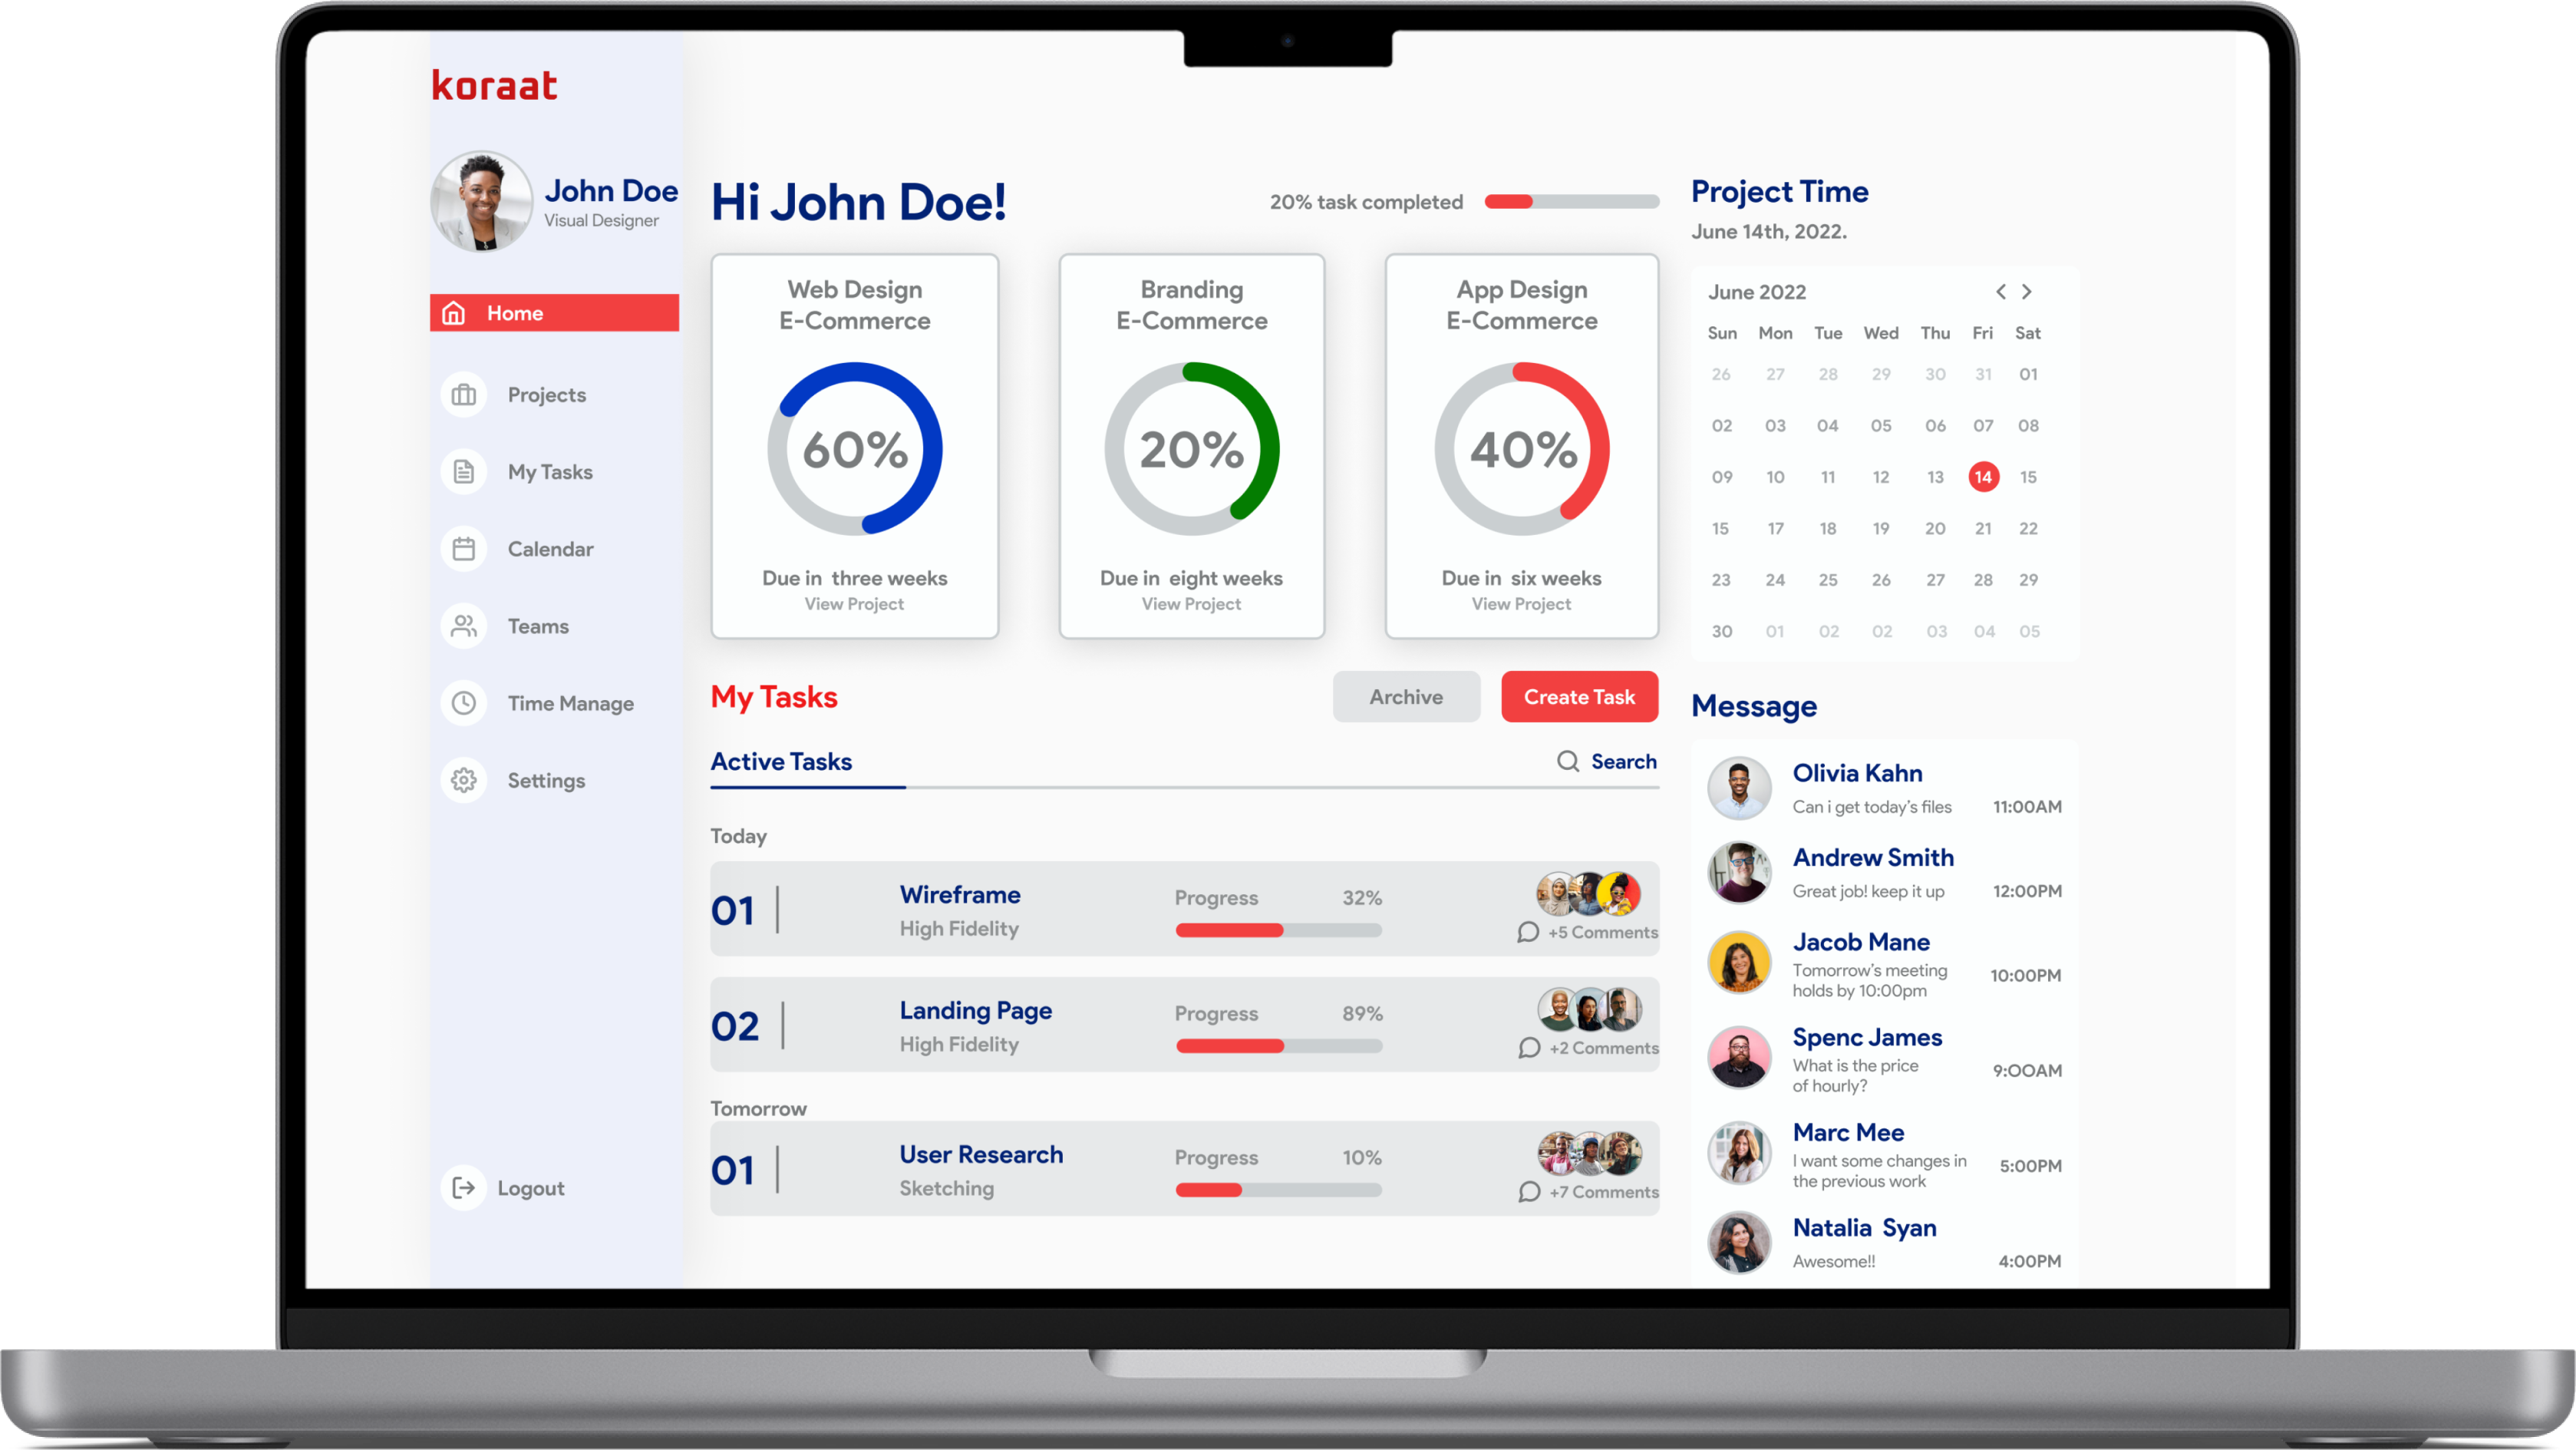 koraat
John Doe
Visual Designer
Home
Projects
My Tasks
Calendar
Teams
Time Manage
Settings
Logout
Hi John Doe!
20% task completed
Web Design
E-Commerce
60%
Due in three weeks
View Project
Branding
E-Commerce
20%
Due in eight weeks
View Project
App Design
E-Commerce
40%
Due in six weeks
View Project
My Tasks
Archive
Create Task
Active Tasks
Search
Today
01
Wireframe
High Fidelity
Progress 32%
+5 Comments
02
Landing Page
High Fidelity
Progress 89%
+2 Comments
Tomorrow
01
User Research
Sketching
Progress 10%
+7 Comments
Project Time
June 14th, 2022.
June 2022
Sun Mon Tue Wed Thu Fri Sat
26 27 28 29 30 31 01
02 03 04 05 06 07 08
09 10 11 12 13 14 15
15 17 18 19 20 21 22
23 24 25 26 27 28 29
30 01 02 02 03 04 05
Message
Olivia Kahn
Can i get today's files 11:00AM
Andrew Smith
Great job! keep it up 12:00PM
Jacob Mane
Tomorrow's meeting
holds by 10:00pm
10:00PM
Spenc James
What is the price
of hourly?
9:OOAM
Marc Mee
I want some changes in
the previous work
5:00PM
Natalia Syan
Awesome!! 4:00PM